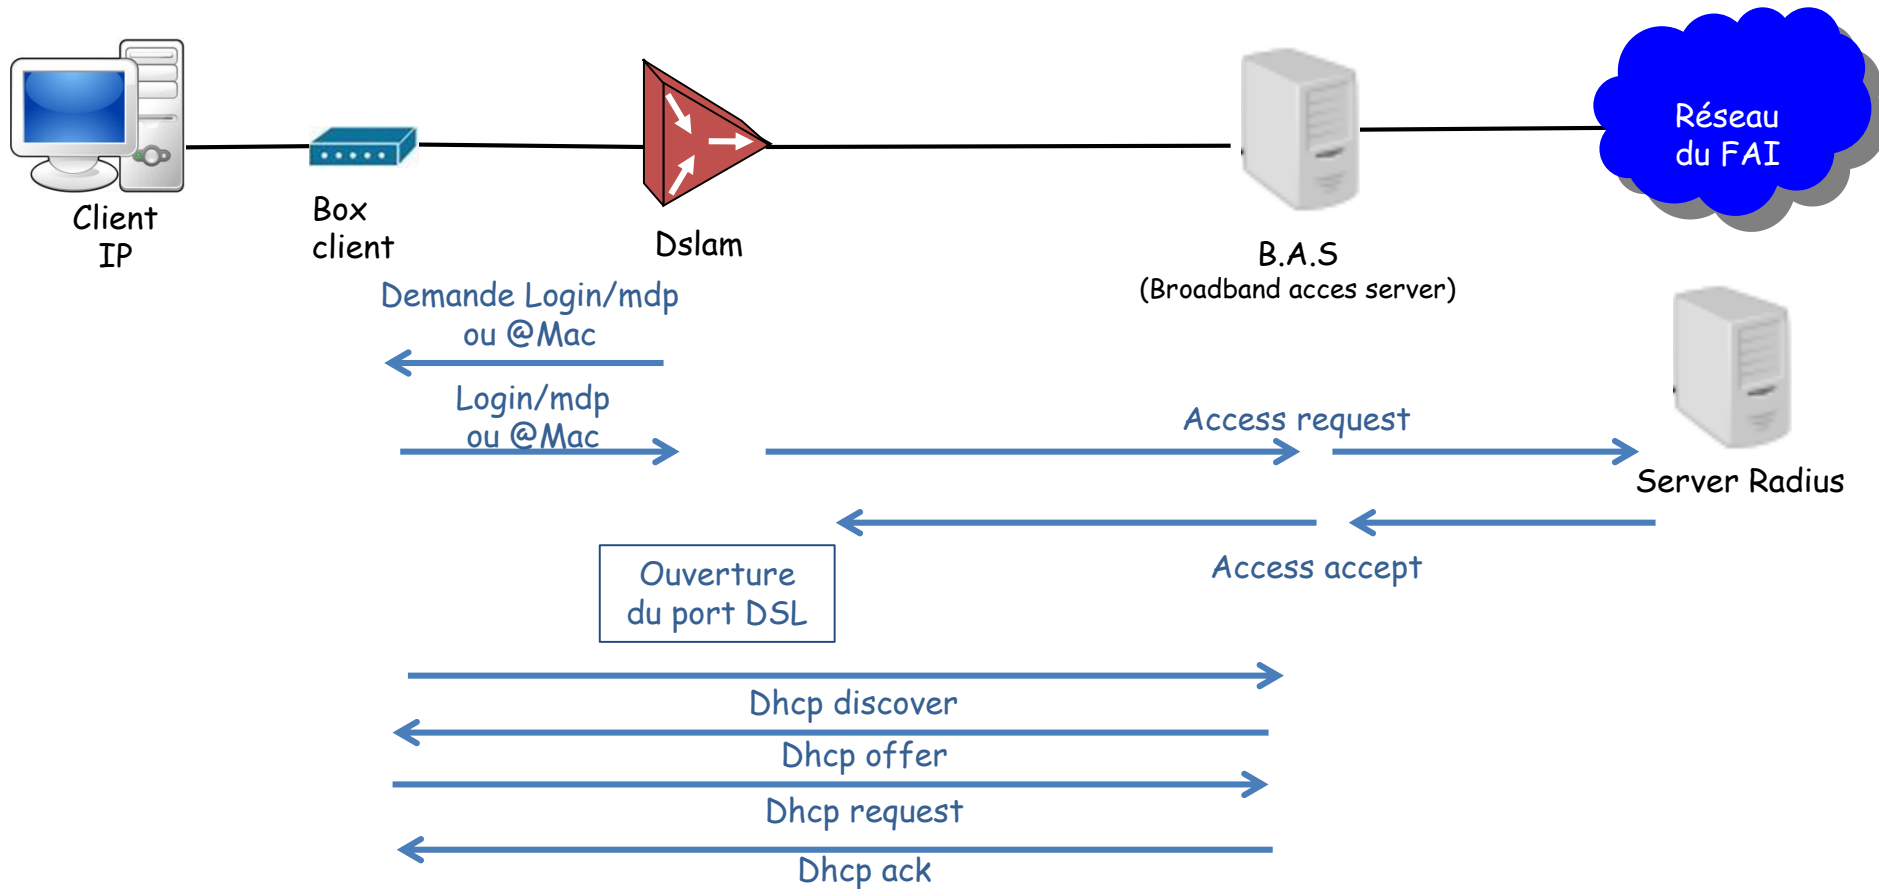 Réseau
du FAI
Client
IP
Box
client
Dslam
B.A.S
(Broadband acces server)
Demande Login/mdp
ou @Mac
Login/mdp
ou @Mac
Access request
Server Radius
Access accept
Ouverture
du port DSL
Dhcp discover
Dhcp offer
Dhcp request
Dhcp ack